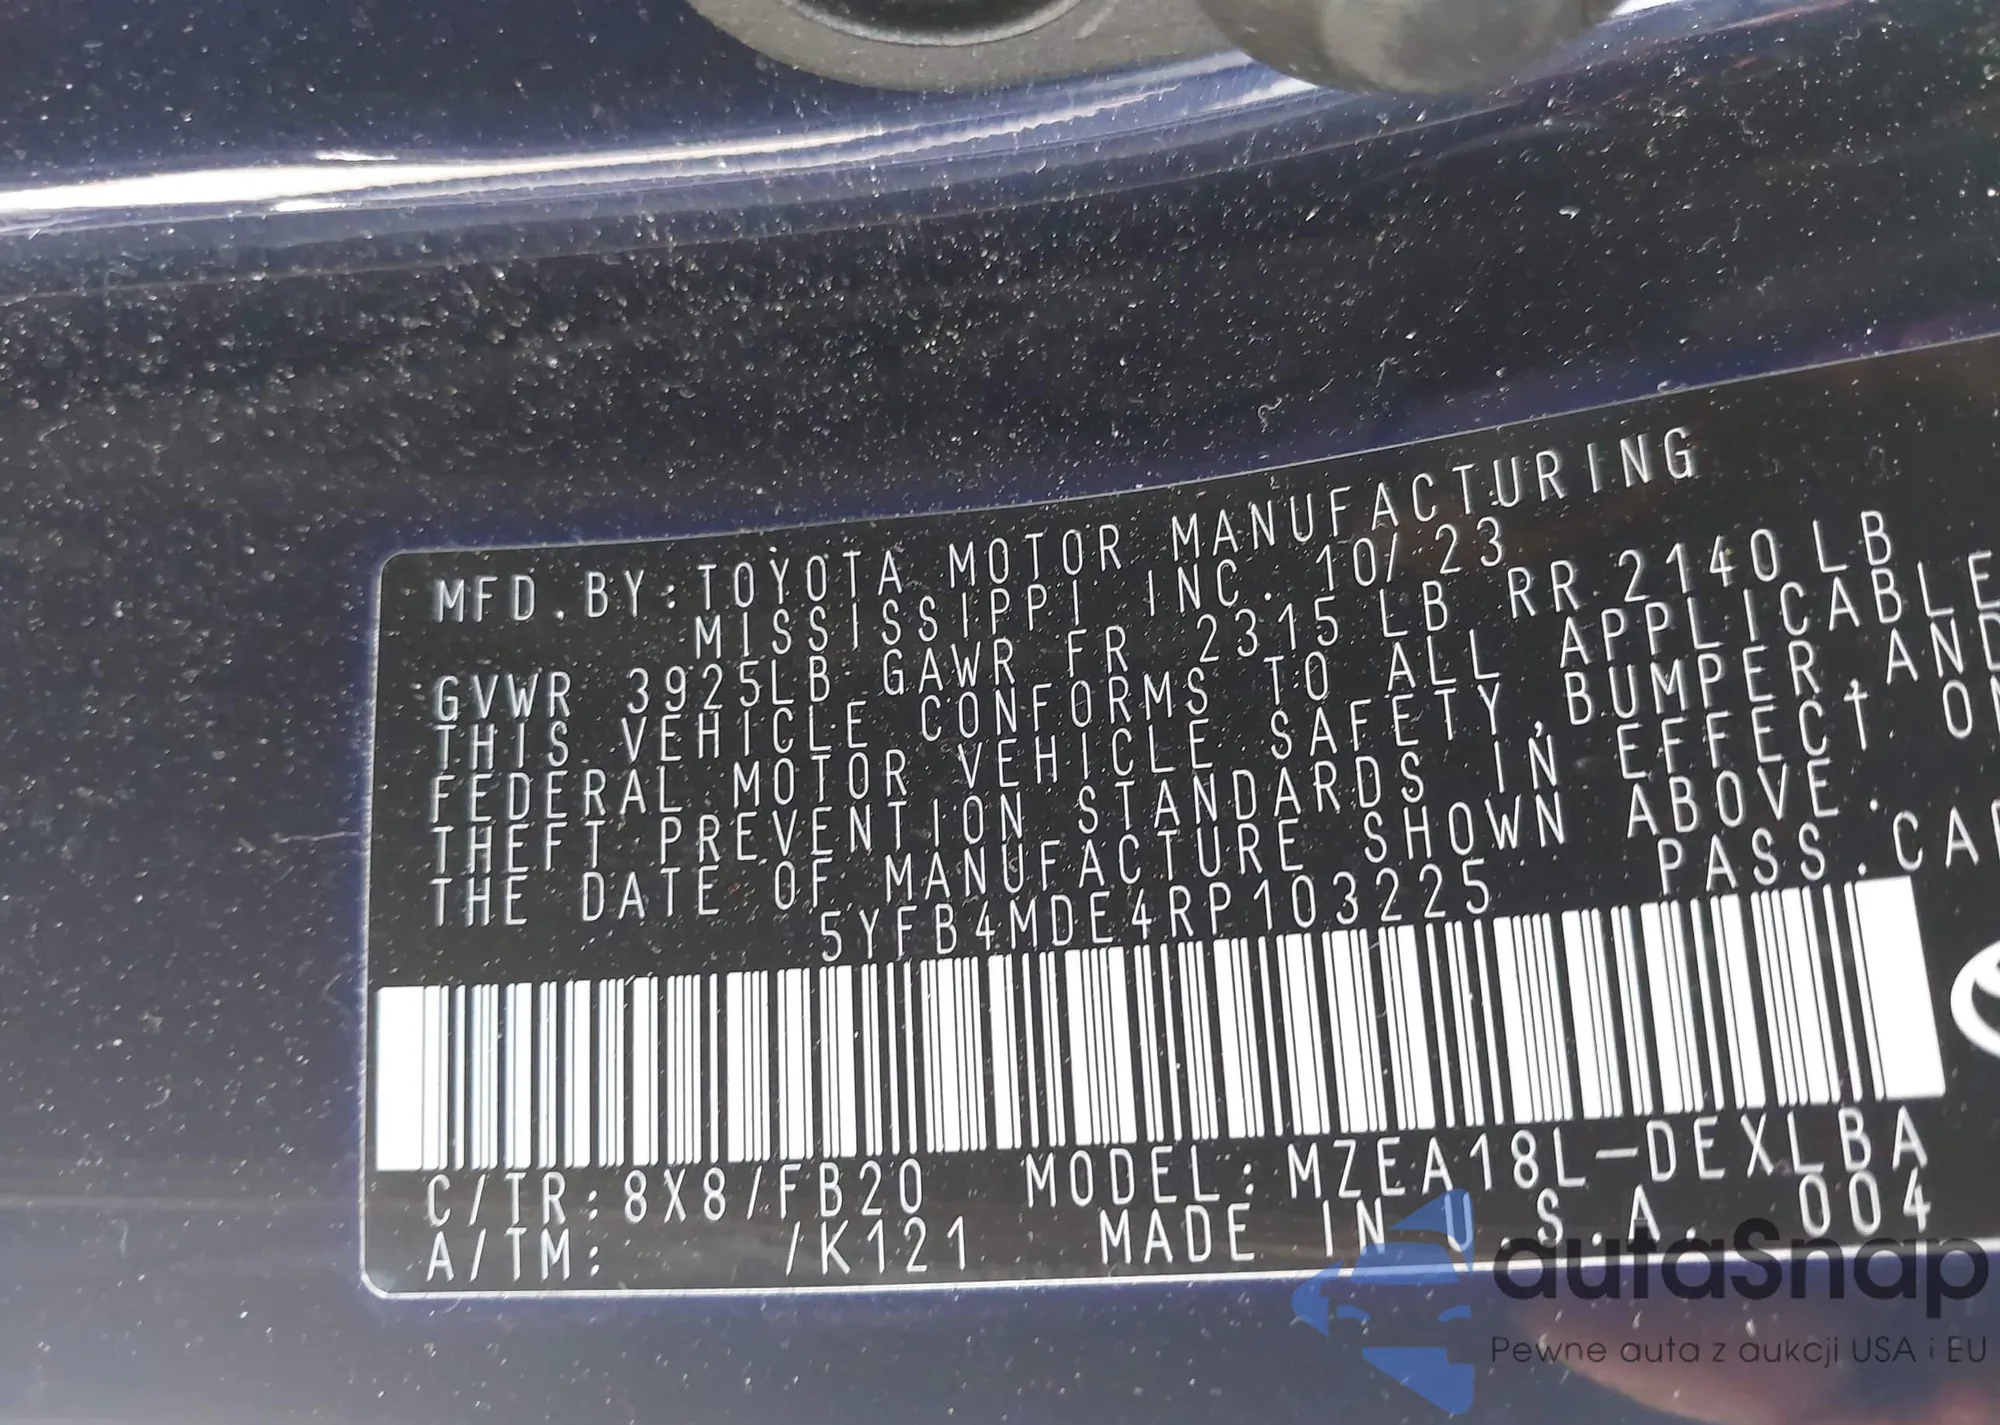 MFD.BY:TOYOTA MOTOR MANUFACTURING
MISSISSIPPI INC. 10/23
GVWR 3925LB GAWR FR 2315 LB RR 2140LB
THIS VEHICLE CONFORMS TO ALL APPLICABLE
FEDERAL MOTOR VEHICLE SAFETY,BUMPER,AND
THEFT PREVENTION STANDARDS IN EFFECT ON
THE DATE OF MANUFACTURE SHOWN ABOVE.
5YFB4MDE4RP103225 PASS.CAR
C/TR:8X8/FB20 MODEL:MZEA18L-DEXLBA
A/TM: /K121 MADE IN U.S.A. 004
autaSnap
Pewne auta z aukcji USA i EU